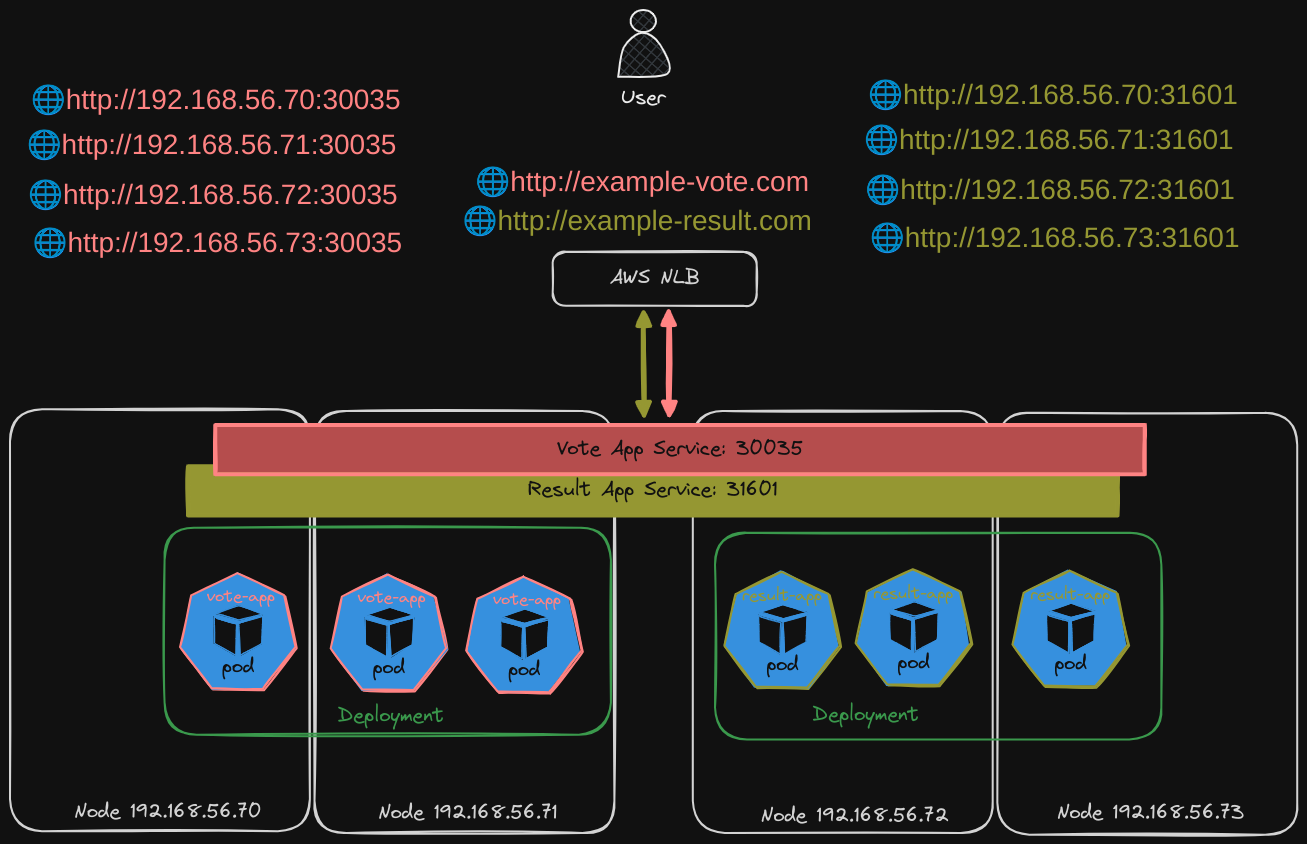 User
http://192.168.56.70:30035
http://192.168.56.71:30035
http://192.168.56.72:30035
http://192.168.56.73:30035
http://example-vote.com
http://example-result.com
http://192.168.56.70:31601
http://192.168.56.71:31601
http://192.168.56.72:31601
http://192.168.56.73:31601
AWS NLB
Vote App Service: 30035
Result App Service: 31601
vote-app
pod
vote-app
pod
vote-app
pod
Deployment
result-app
pod
result-app
pod
result-app
pod
Deployment
Node 192.168.56.70
Node 192.168.56.71
Node 192.168.56.72
Node 192.168.56.73